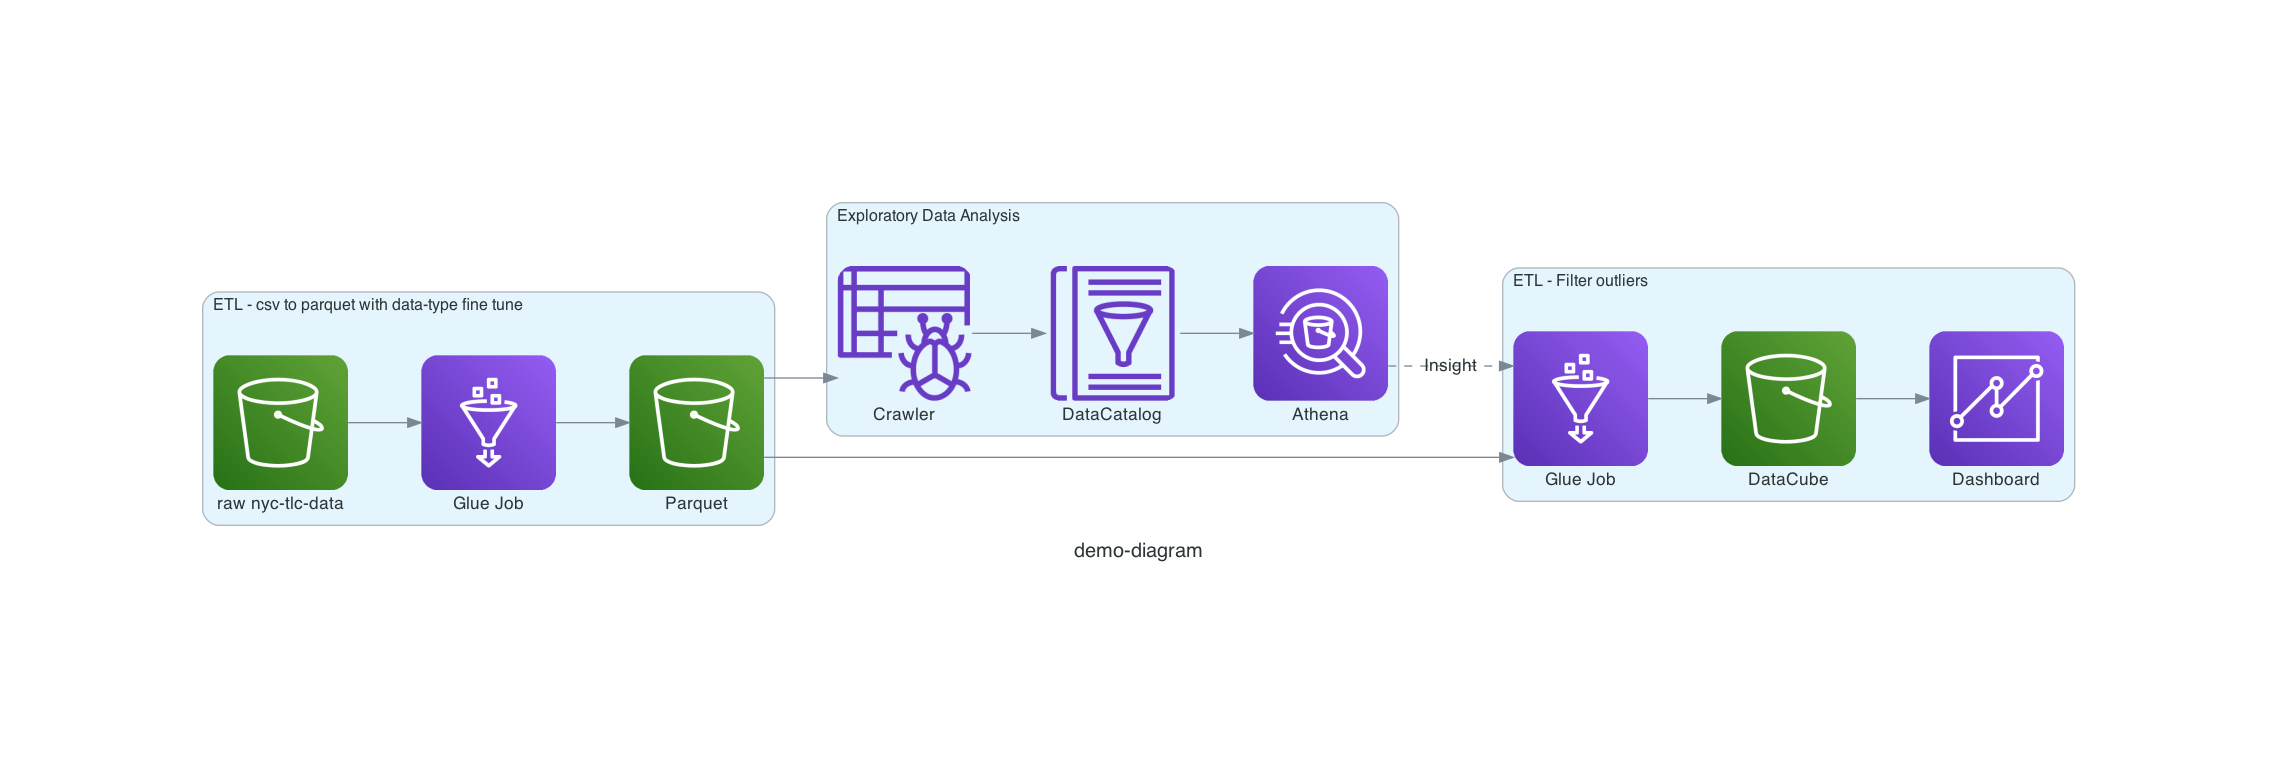 ETL - csv to parquet with data-type fine tune
raw nyc-tlc-data
Glue Job
Parquet
Exploratory Data Analysis
Crawler
DataCatalog
Athena
Insight
ETL - Filter outliers
Glue Job
DataCube
Dashboard
demo-diagram